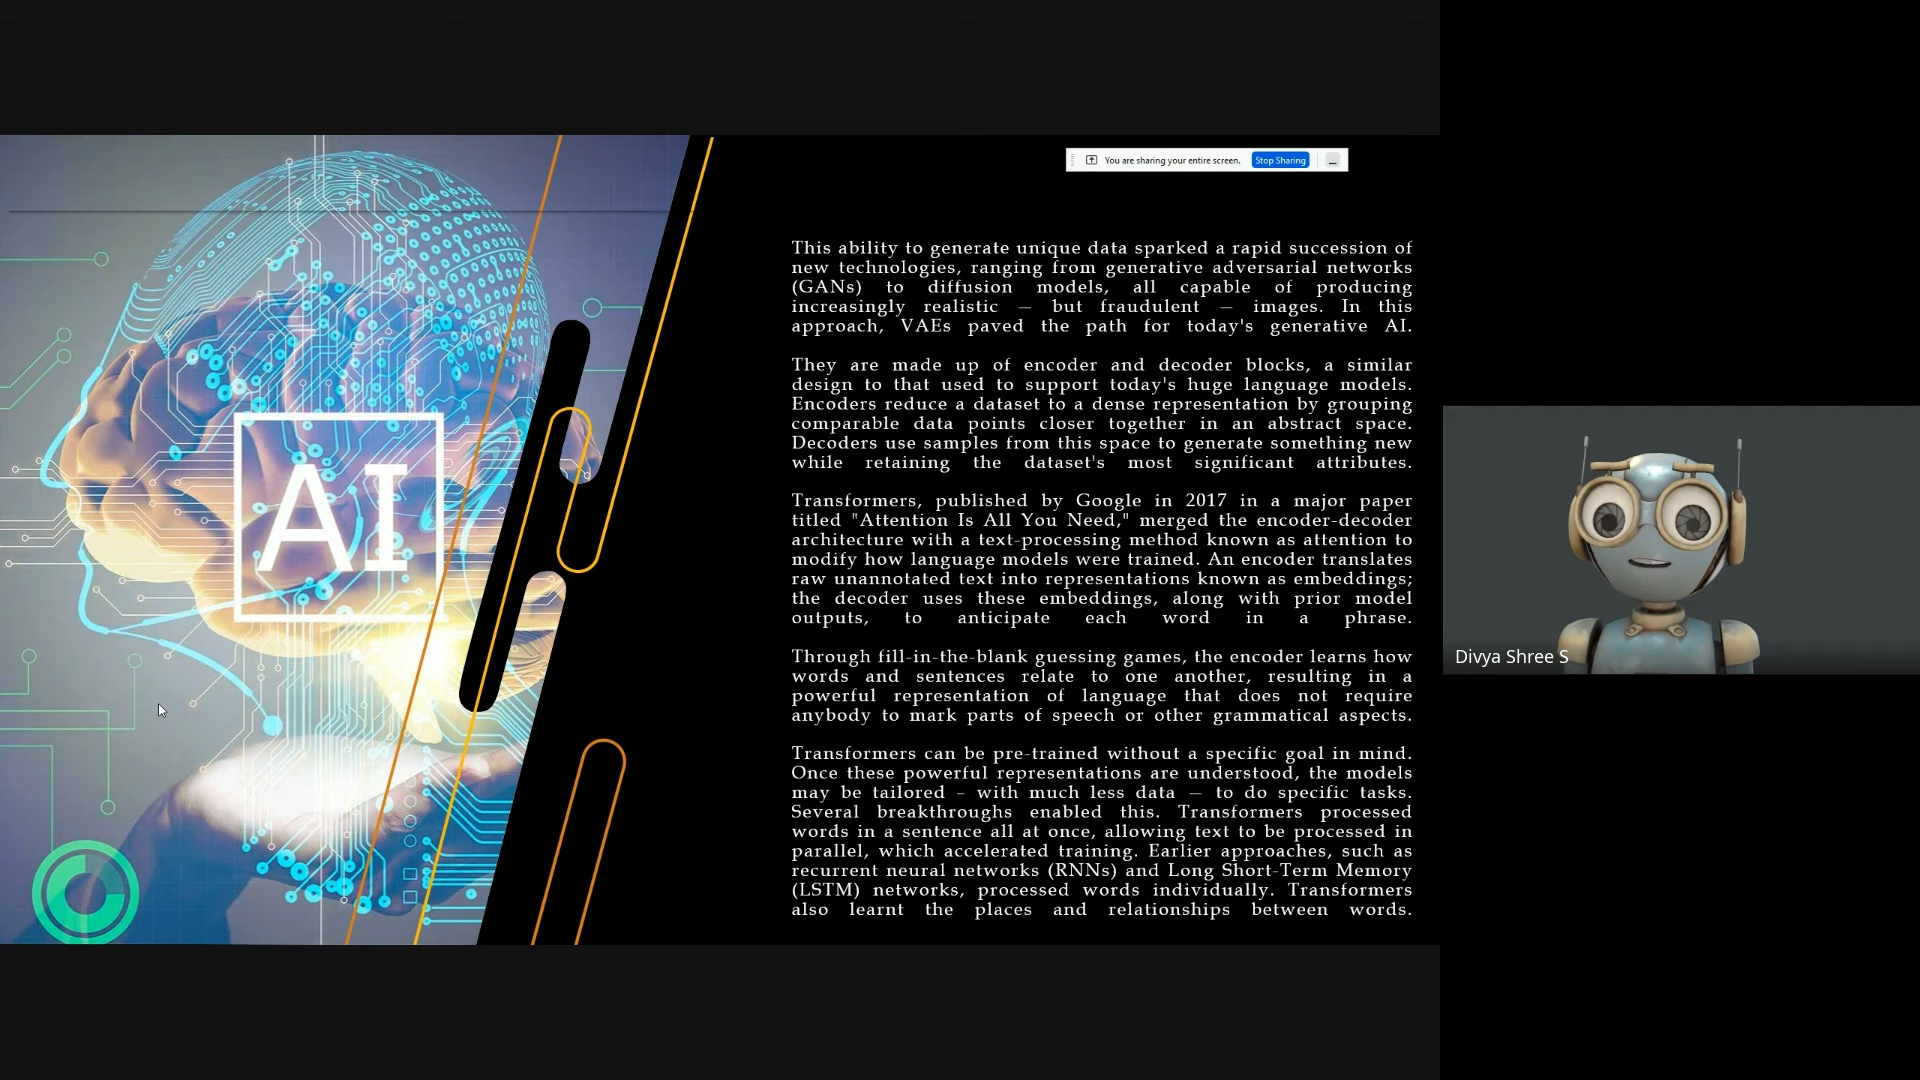 You are sharing your entire screen. Stop Sharing
This ability to generate unique data sparked a rapid succession of
new technologies, ranging from generative adversarial networks
(GANs) to diffusion models, all capable of producing
increasingly realistic — but fraudulent — images. In this
approach, VAEs paved the path for today's generative AI.
They are made up of encoder and decoder blocks, a similar
design to that used to support today's huge language models.
Encoders reduce a dataset to a dense representation by grouping
comparable data points closer together in an abstract space.
Decoders use samples from this space to generate something new
while retaining the dataset's most significant attributes.
Transformers, published by Google in 2017 in a major paper
titled "Attention Is All You Need," merged the encoder-decoder
architecture with a text-processing method known as attention to
modify how language models were trained. An encoder translates
raw unannotated text into representations known as embeddings;
the decoder uses these embeddings, along with prior model
outputs, to anticipate each word in a phrase.
Through fill-in-the-blank guessing games, the encoder learns how
words and sentences relate to one another, resulting in a
powerful representation of language that does not require
anybody to mark parts of speech or other grammatical aspects.
Transformers can be pre-trained without a specific goal in mind.
Once these powerful representations are understood, the models
may be tailored – with much less data — to do specific tasks.
Several breakthroughs enabled this. Transformers processed
words in a sentence all at once, allowing text to be processed in
parallel, which accelerated training. Earlier approaches, such as
recurrent neural networks (RNNs) and Long Short-Term Memory
(LSTM) networks, processed words individually. Transformers
also learnt the places and relationships between words.
AI
Divya Shree S